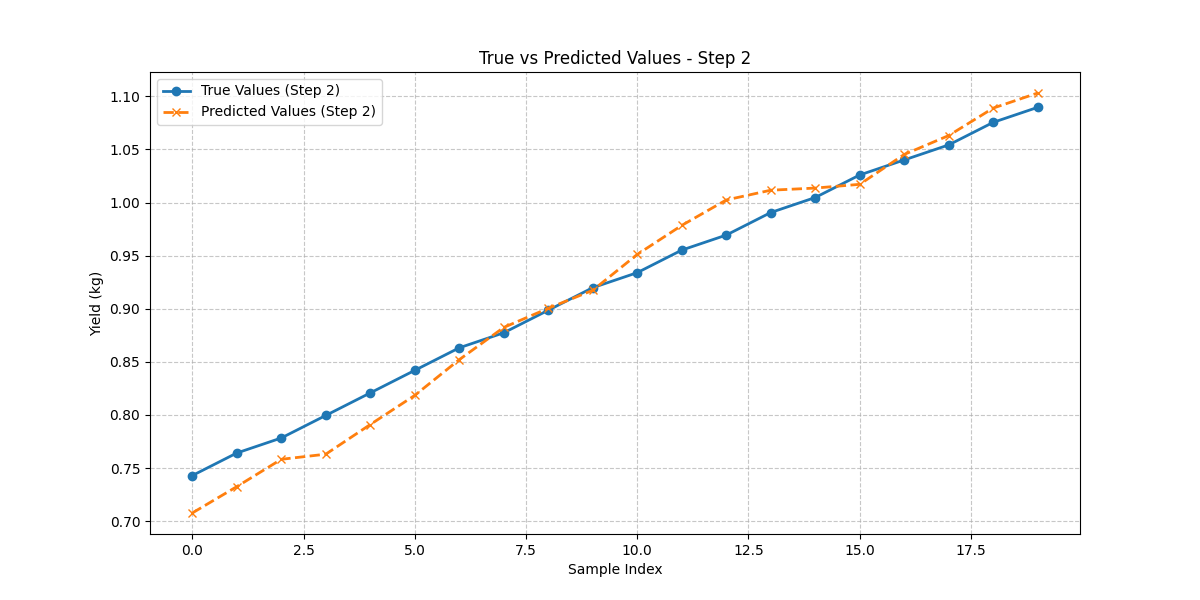 True vs Predicted Values - Step 2
True Values (Step 2)
Predicted Values (Step 2)
1.10
1.05
1.00
0.95
0.90
0.85
0.80
0.75
0.70
Yield (kg)
0.0 2.5 5.0 7.5 10.0 12.5 15.0 17.5
Sample Index